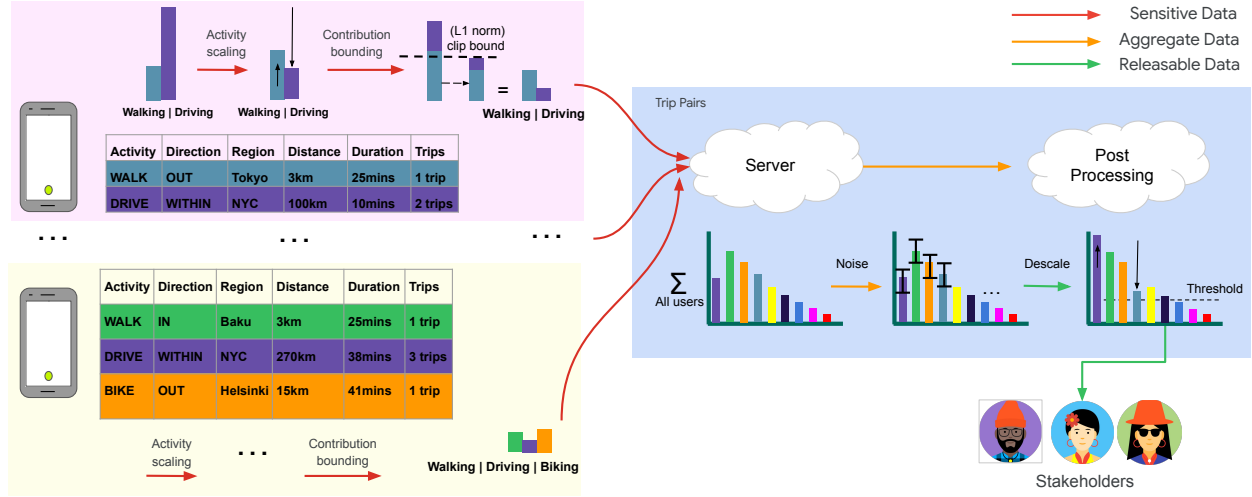 Sensitive Data
Aggregate Data
Releasable Data
Activity
scaling
Contribution
bounding
(L1 norm)
clip bound
=
Walking | Driving
Walking | Driving
Walking | Driving
Activity Direction Region Distance Duration Trips
WALK OUT Tokyo 3km 25mins 1 trip
DRIVE WITHIN NYC 100km 10mins 2 trips
... ... ...
Activity Direction Region Distance Duration Trips
WALK IN Baku 3km 25mins 1 trip
DRIVE WITHIN NYC 270km 38mins 3 trips
BIKE OUT Helsinki 15km 41mins 1 trip
Activity
scaling
...
Contribution
bounding
Walking | Driving | Biking
Trip Pairs
Server
Post
Processing
Σ
All users
Noise
...
Descale
Threshold
Stakeholders